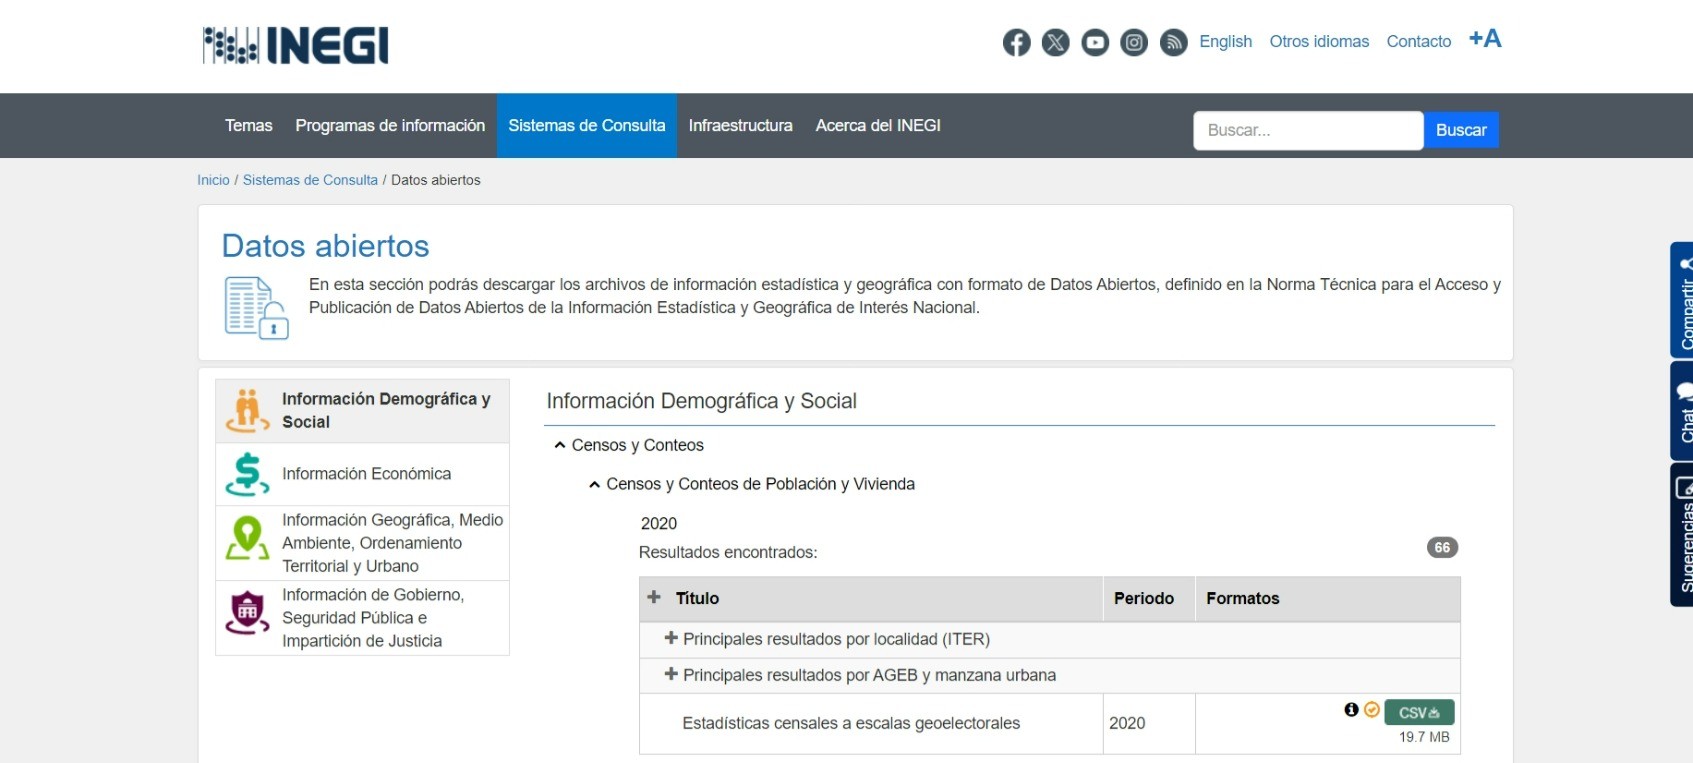 INEGI
English Otros idiomas Contacto +A
Temas Programas de información Sistemas de Consulta Infraestructura Acerca del INEGI Buscar... Buscar
Inicio / Sistemas de Consulta / Datos abiertos
Datos abiertos
En esta sección podrás descargar los archivos de información estadística y geográfica con formato de Datos Abiertos, definido en la Norma Técnica para el Acceso y
Publicación de Datos Abiertos de la Información Estadística y Geográfica de Interés Nacional.
Compartir
Chat
Sugerencias
Información Demográfica y
Social
Información Económica
Información Geográfica, Medio
Ambiente, Ordenamiento
Territorial y Urbano
Información de Gobierno,
Seguridad Pública e
Impartición de Justicia
Información Demográfica y Social
Censos y Conteos
Censos y Conteos de Población y Vivienda
2020
Resultados encontrados: 66
+ Título Periodo Formatos
+ Principales resultados por localidad (ITER)
+ Principales resultados por AGEB y manzana urbana
Estadísticas censales a escalas geoelectorales 2020 CSV
19.7 MB